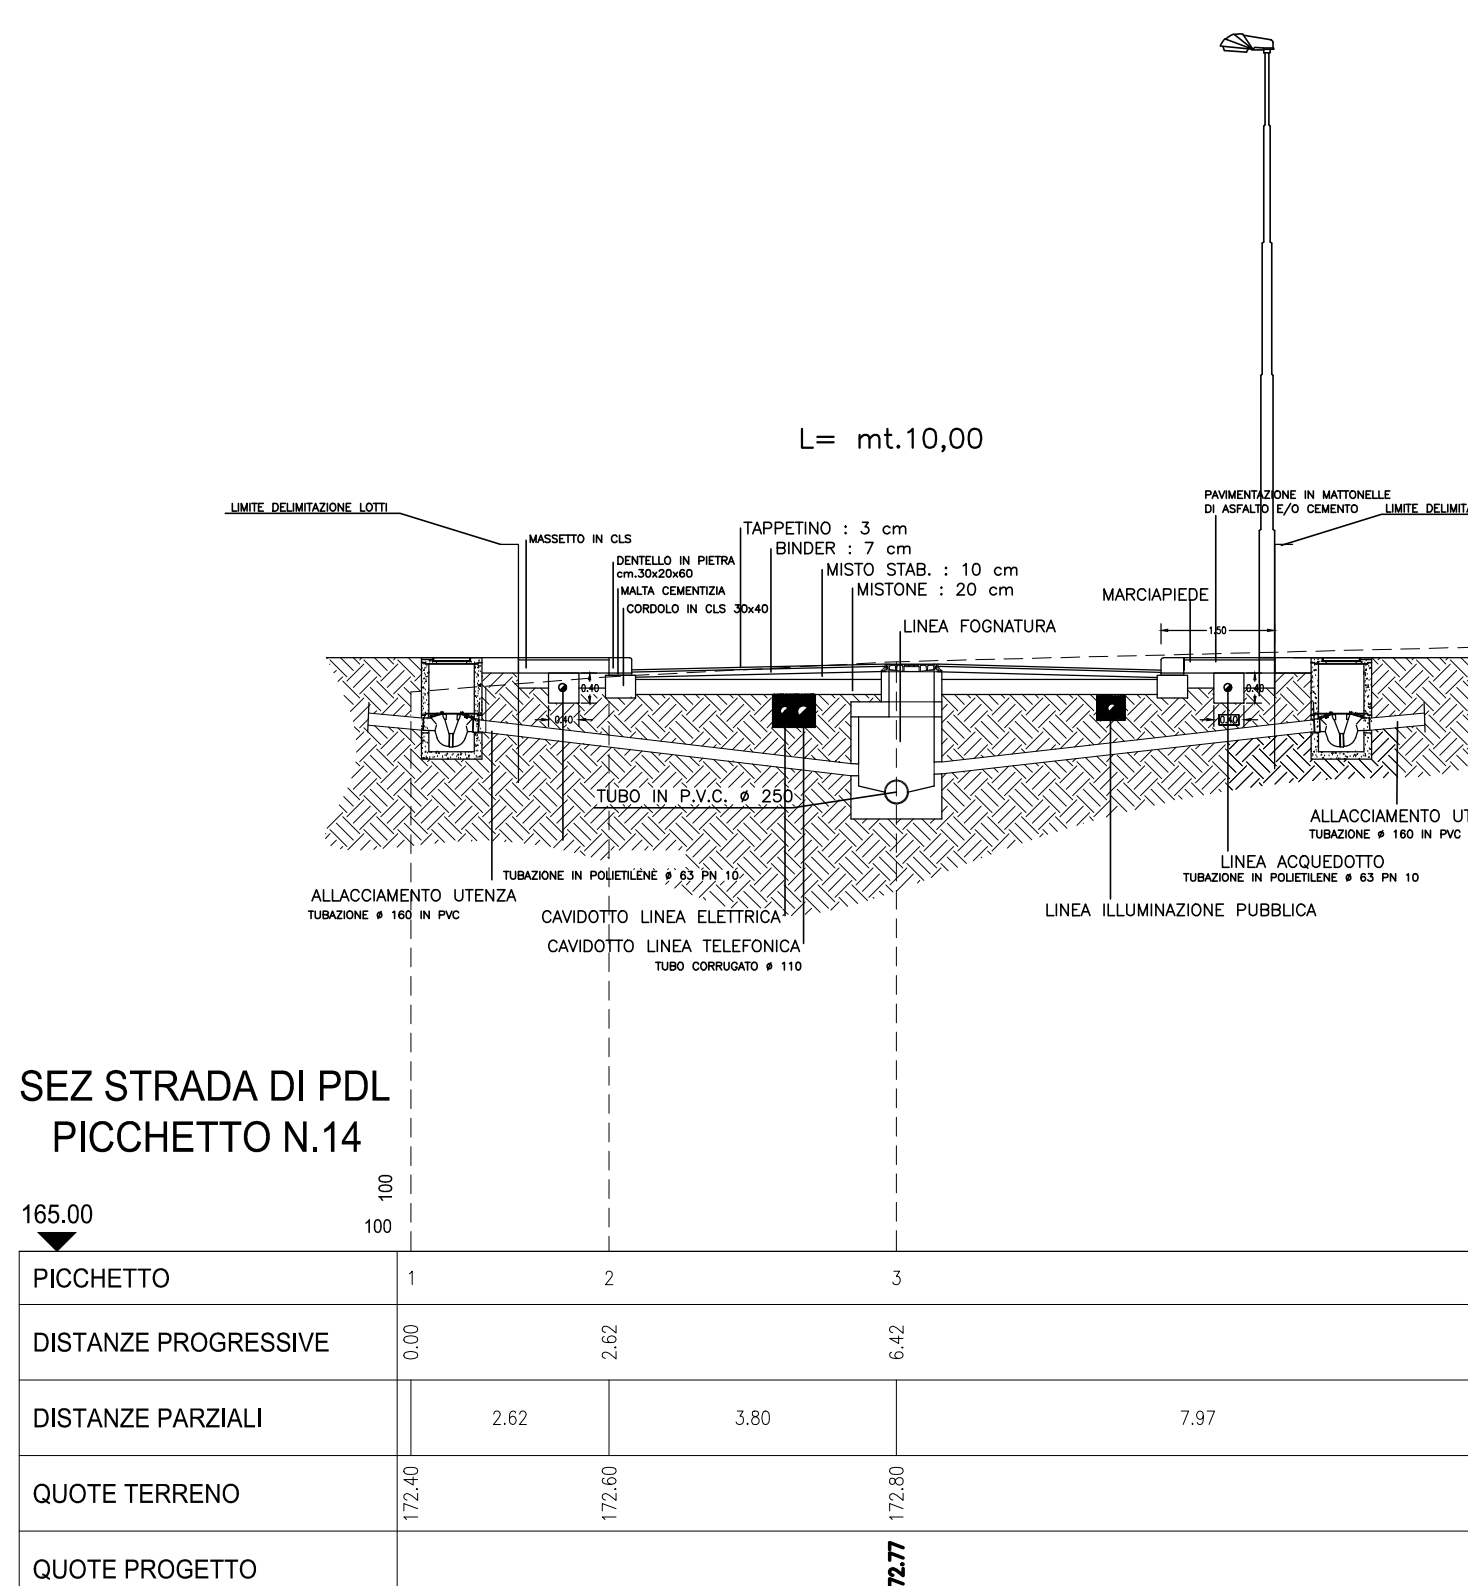 L= mt.10,00
LIMITE DELIMITAZIONE LOTTI
PAVIMENTAZIONE IN MATTONELLE
DI ASFALTO E/O CEMENTO
LIMITE
MASSETTO IN CLS
DENTELLO IN PIETRA
cm.30x20x60
MALTA CEMENTIZIA
CORDOLO IN CLS 30x40
TAPPETINO : 3 cm
BINDER : 7 cm
MISTO STAB. : 10 cm
MISTONE : 20 cm
MARCIAPIEDE
LINEA FOGNATURA
1.50
0.40
0.40
0.40
0.40
TUBO IN P.V.C. ø 250
ALLACCIAMENTO
TUBAZIONE ø 160 IN PVC
LINEA ACQUEDOTTO
TUBAZIONE IN POLIETILENE ø 63 PN 10
TUBAZIONE IN POLIETILENE ø 63 PN 10
ALLACCIAMENTO UTENZA
TUBAZIONE ø 160 IN PVC
CAVIDOTTO LINEA ELETTRICA
LINEA ILLUMINAZIONE PUBBLICA
CAVIDOTTO LINEA TELEFONICA
TUBO CORRUGATO ø 110
SEZ STRADA DI PDL
PICCHETTO N.14
100
100
165.00
PICCHETTO 1 2 3
DISTANZE PROGRESSIVE 0.00 2.62 6.42
DISTANZE PARZIALI 2.62 3.80 7.97
QUOTE TERRENO 172.40 172.60 172.80
QUOTE PROGETTO 72.77